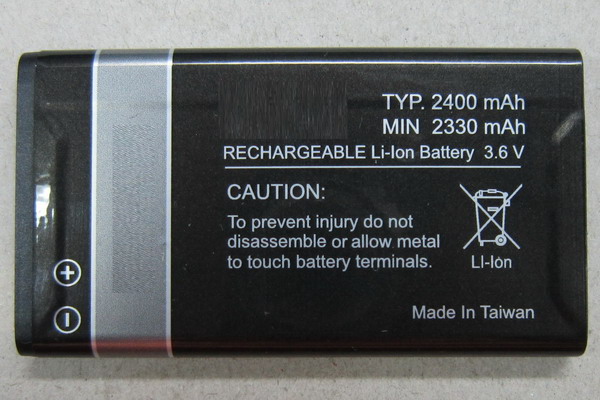 TYP. 2400 mAh
MIN 2330 mAh
RECHARGEABLE Li-Ion Battery 3.6 V
CAUTION:
To prevent injury do not
disassemble or allow metal
to touch battery terminals.
LI-Ion
+
−
Made In Taiwan